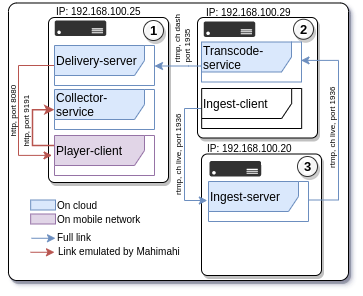 IP: 192.168.100.25
1
Delivery-server
Collector-
service
Player-client
http, port 8080
http, port 9191
rtmp, ch dash
port 1935
IP: 192.168.100.29
2
Transcode-
service
Ingest-client
rtmp, ch live, port 1936
rtmp, ch live, port 1936
IP: 192.168.100.20
3
Ingest-server
On cloud
On mobile network
Full link
Link emulated by Mahimahi